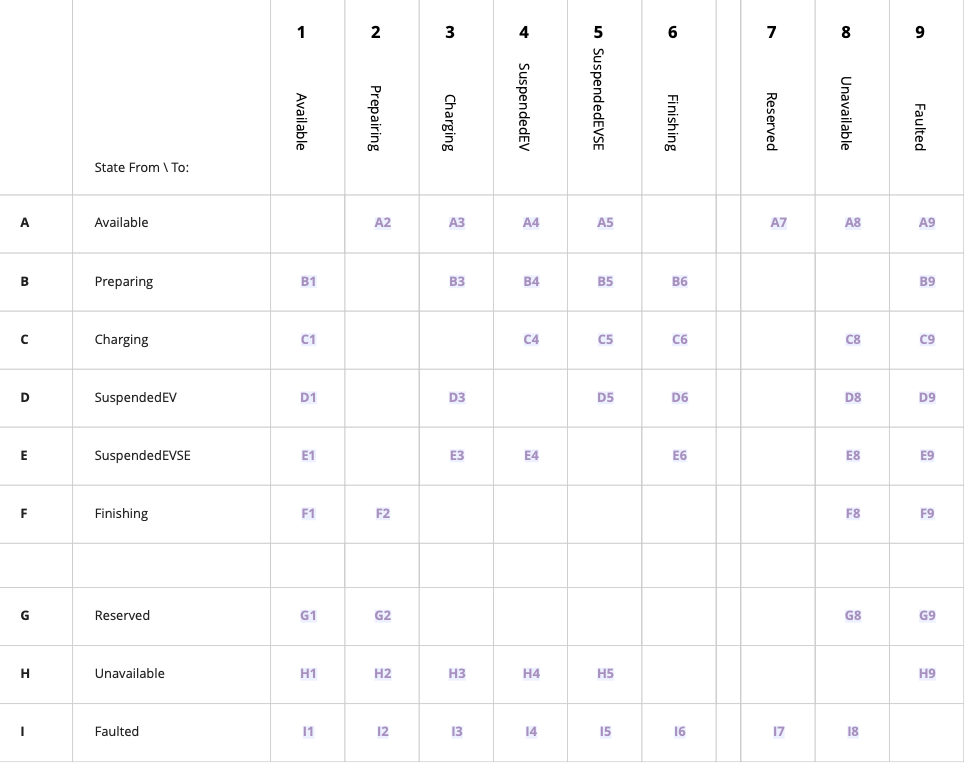 1 2 3 4 5 6 7 8 9
Available Prepairing Charging SuspendedEV SuspendedEVSE Finishing Reserved Unavailable Faulted
State From \ To:
A Available A2 A3 A4 A5 A7 A8 A9
B Preparing B1 B3 B4 B5 B6 B9
C Charging C1 C4 C5 C6 C8 C9
D SuspendedEV D1 D3 D5 D6 D8 D9
E SuspendedEVSE E1 E3 E4 E6 E8 E9
F Finishing F1 F2 F8 F9
G Reserved G1 G2 G8 G9
H Unavailable H1 H2 H3 H4 H5 H9
I Faulted I1 I2 I3 I4 I5 I6 I7 I8